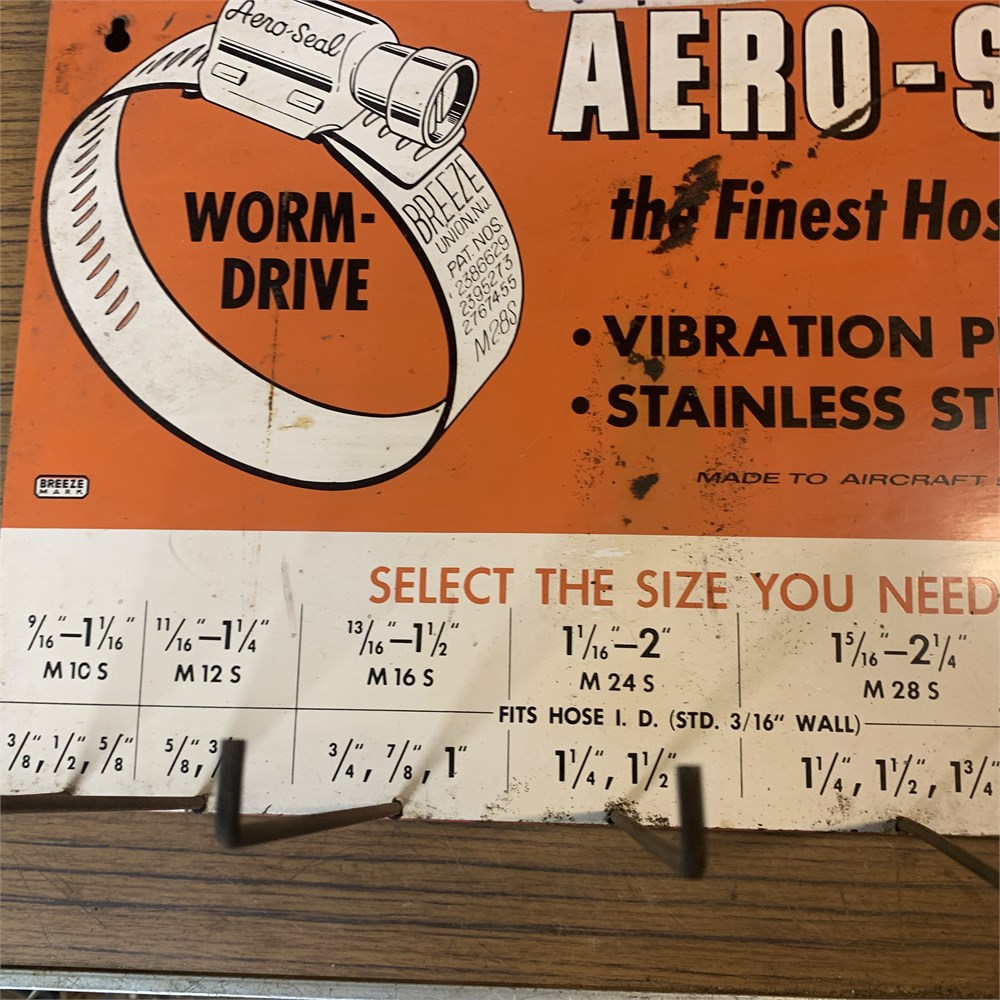 Aero-Seal
BREEZE
UNION, N.J.
PAT. NOS.
2386629
2395273
2767455
M28S
WORM-
DRIVE
BREEZE
MARK
AERO-S
the Finest Hos
• VIBRATION P
• STAINLESS ST
MADE TO AIRCRAFT
SELECT THE SIZE YOU NEED
9/16"-1 1/16" 11/16"-1 1/4" 13/16"-1 1/2" 1 1/16"-2" 1 5/16"-2 1/4"
M 10 S M 12 S M 16 S M 24 S M 28 S
FITS HOSE I. D. (STD. 3/16" WALL)
3/8", 1/2", 5/8" 5/8", 3/ 3/4", 7/8", 1" 1 1/4", 1 1/2" 1 1/4", 1 1/2", 1 3/4"